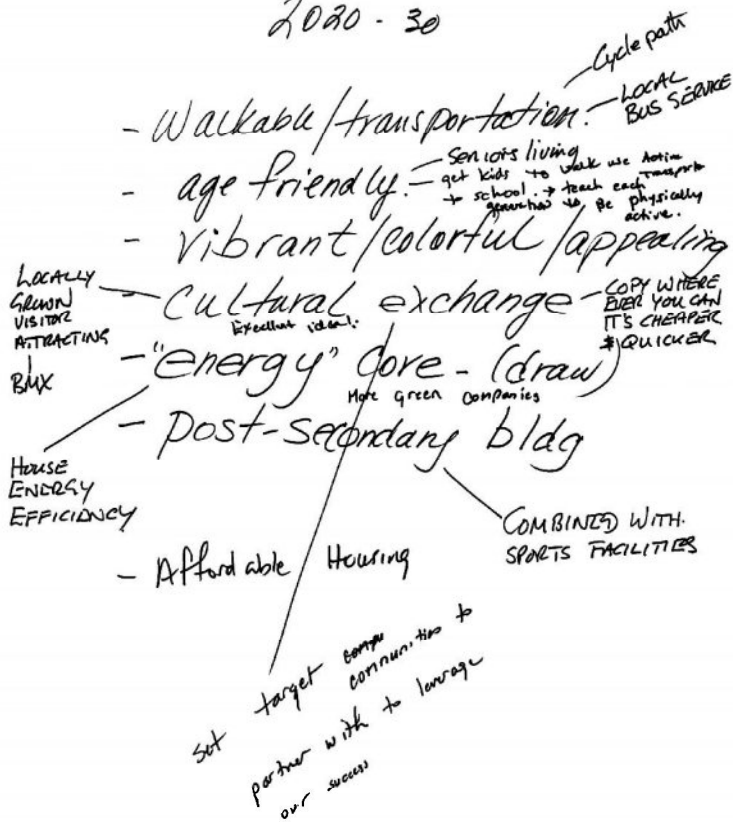 2020 - 30
Cycle path
- Walkable/transportation.
LOCAL
BUS SERVICE
- age friendly.
Seniors living
get kids to walk use Active Transport
to school. → teach each
generation to Be physically
active.
- Vibrant/colorful/appealing
- Cultural exchange
Excellent idea!
LOCALLY
GROWN
VISITOR
ATTRACTING
BMX
COPY WHERE
EVER YOU CAN
IT'S CHEAPER
& QUICKER
- "energy" Core - (draw)
More green companies
HOUSE
ENERGY
EFFICIENCY
- post-secondary bldg
COMBINED WITH.
SPORTS FACILITIES
- Affordable Housing
set target communities to
partner with to leverage
our success